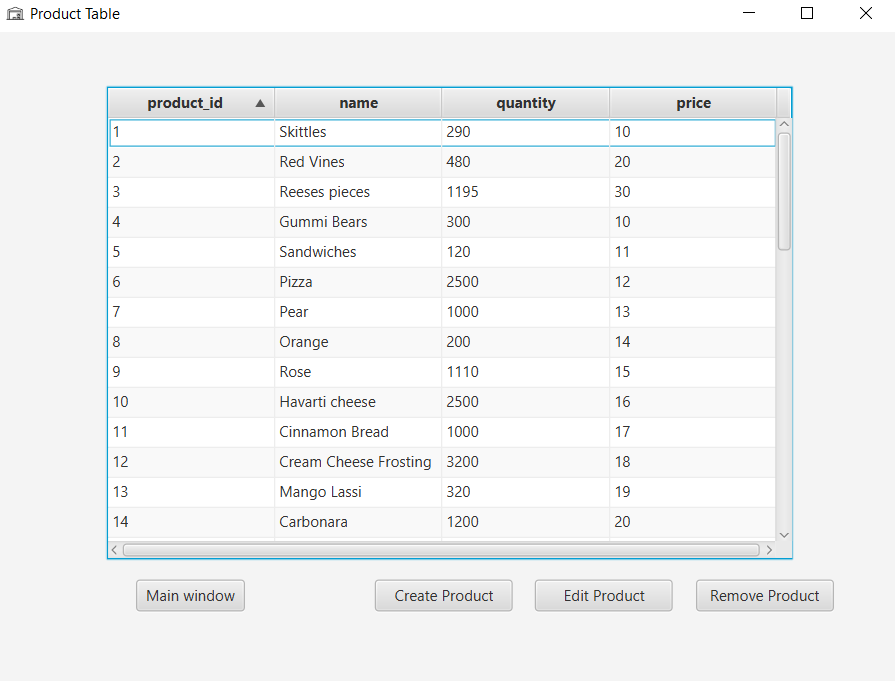 Product Table
product_id name quantity price
1 Skittles 290 10
2 Red Vines 480 20
3 Reeses pieces 1195 30
4 Gummi Bears 300 10
5 Sandwiches 120 11
6 Pizza 2500 12
7 Pear 1000 13
8 Orange 200 14
9 Rose 1110 15
10 Havarti cheese 2500 16
11 Cinnamon Bread 1000 17
12 Cream Cheese Frosting 3200 18
13 Mango Lassi 320 19
14 Carbonara 1200 20
Main window Create Product Edit Product Remove Product